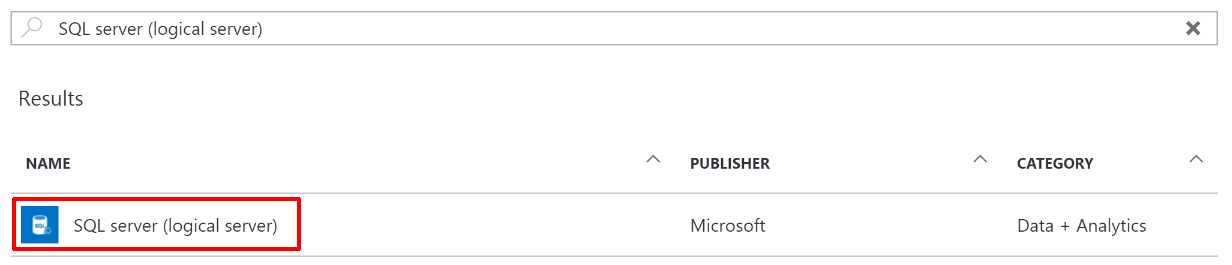 SQL server (logical server)
Results
NAME PUBLISHER CATEGORY
SQL SQL server (logical server) Microsoft Data + Analytics